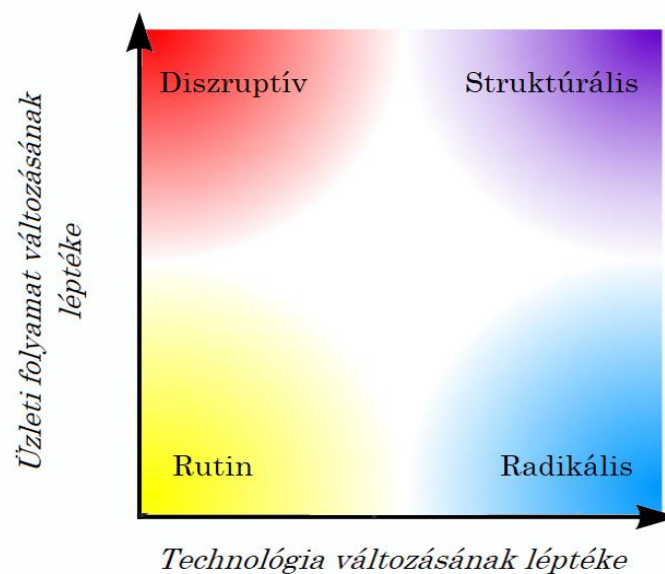 Diszruptív
Struktúrális
Üzleti folyamat változásának
léptéke
Rutin
Radikális
Technológia változásának léptéke